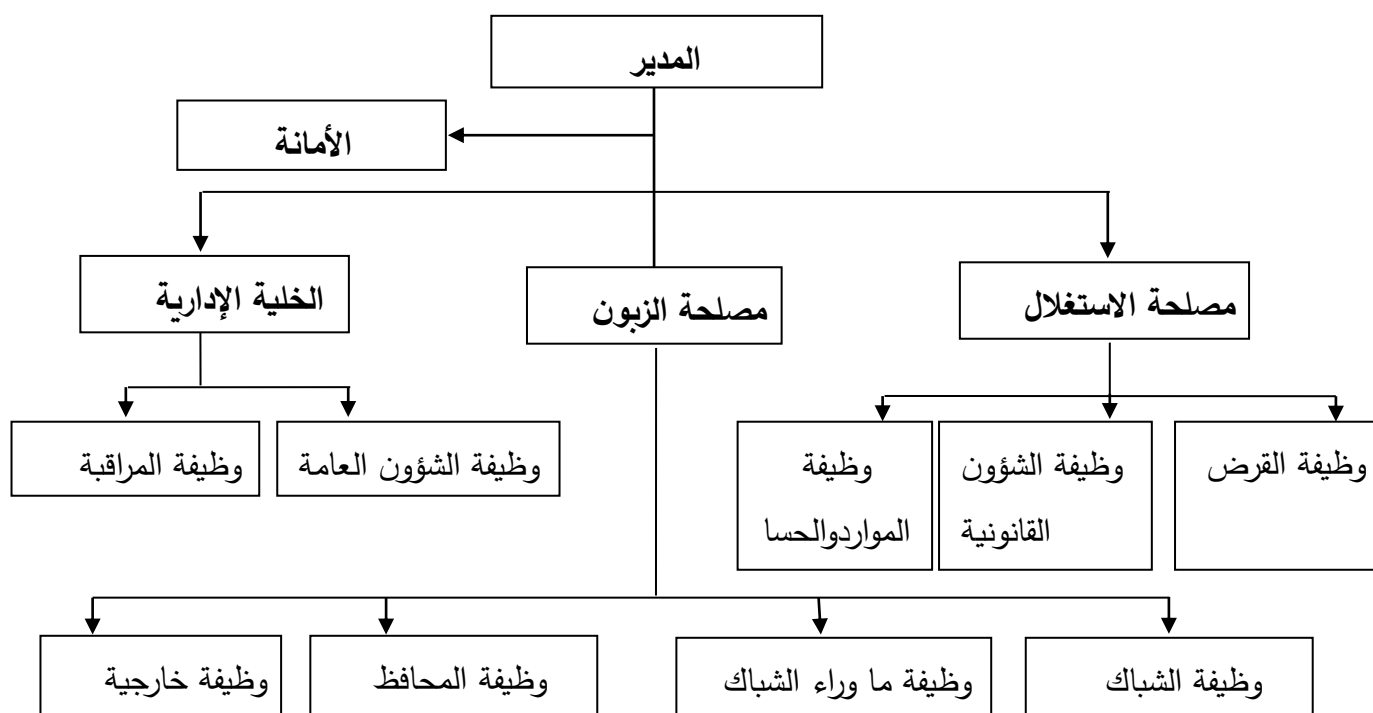 المدير
الأمانة
مصلحة الاستغلال
مصلحة الزبون
الخلية الإدارية
وظيفة القرض
وظيفة الشؤون
القانونية
وظيفة
المواردوالحسا
وظيفة الشؤون العامة
وظيفة المراقبة
وظيفة الشباك
وظيفة ما وراء الشباك
وظيفة المحافظ
وظيفة خارجية